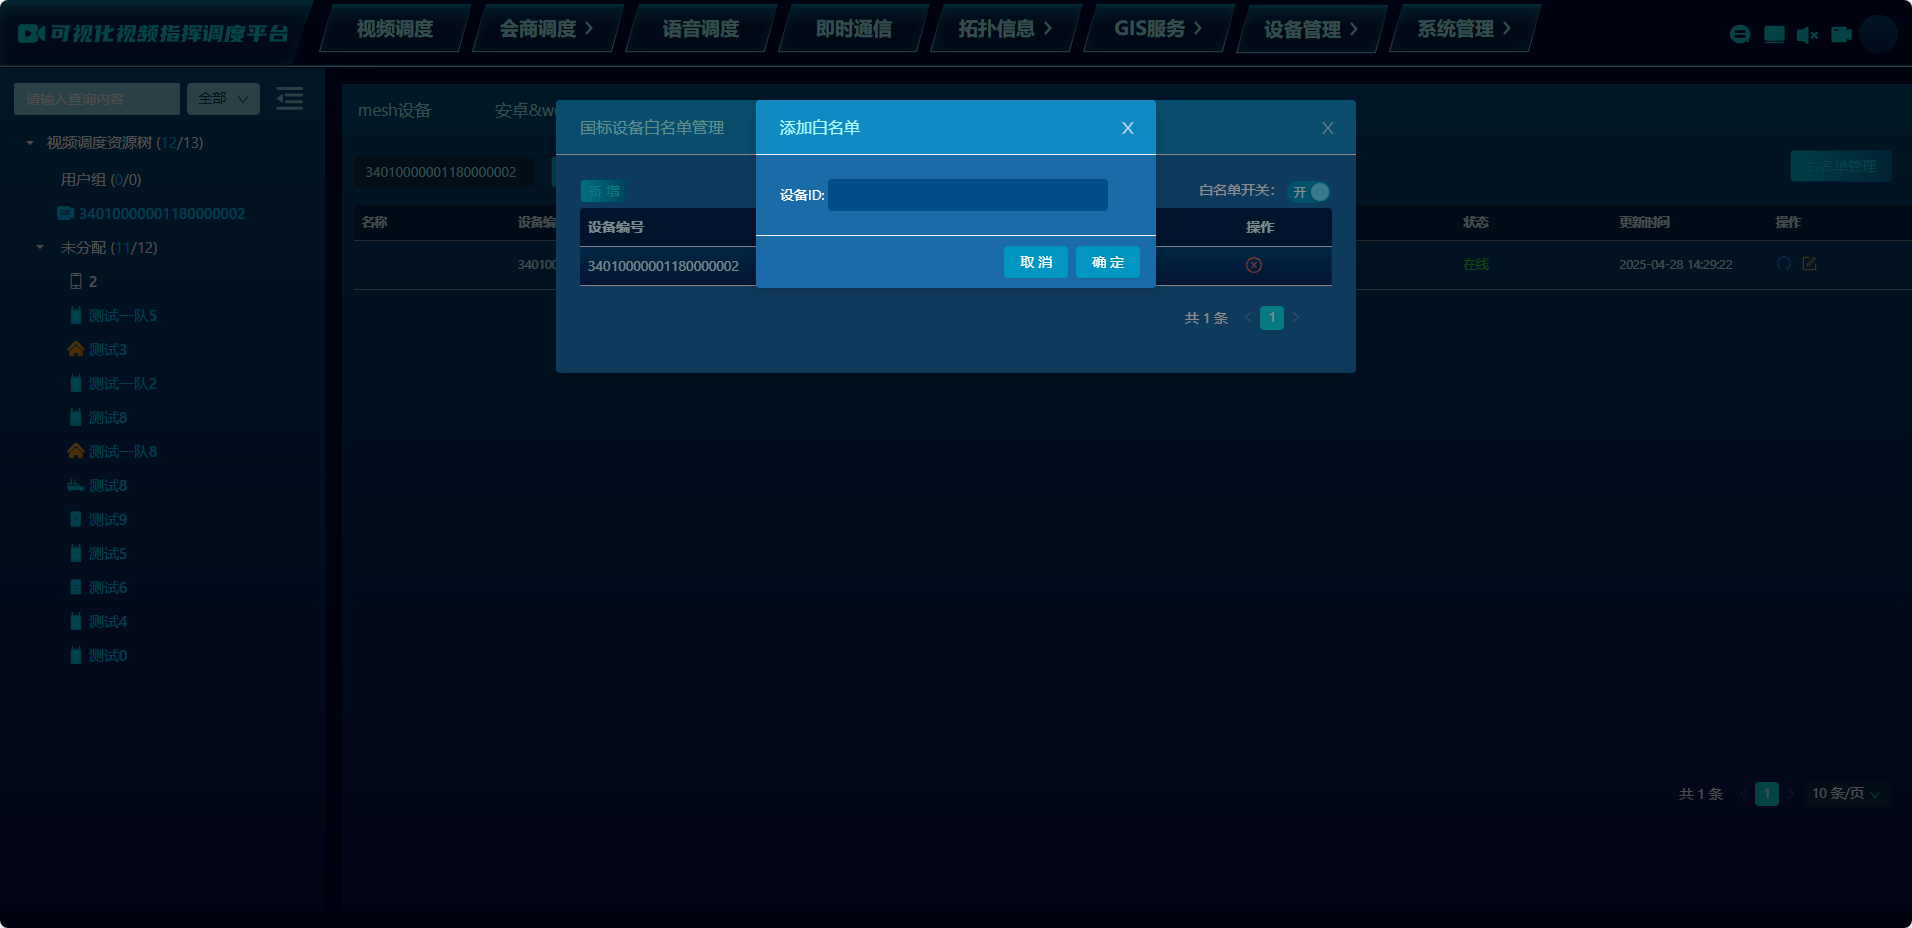 可视化视频指挥调度平台
视频调度
会商调度
语音调度
即时通信
拓扑信息
GIS服务
设备管理
系统管理
请输入查询内容
全部
视频调度资源树 (12/13)
用户组 (0/0)
34010000001180000002
未分配 (11/12)
2
测试一队5
测试3
测试一队2
测试8
测试一队8
测试8
测试9
测试5
测试6
测试4
测试0
mesh设备
安卓&w
34010000001180000002
白名单管理
名称
设备编
状态
更新时间
操作
34010
在线
2025-04-28 14:29:22
国标设备白名单管理
X
新 增
白名单开关：
开
设备编号
操作
34010000001180000002
共 1 条
1
添加白名单
X
设备ID:
取 消
确 定
共 1 条
1
10 条/页